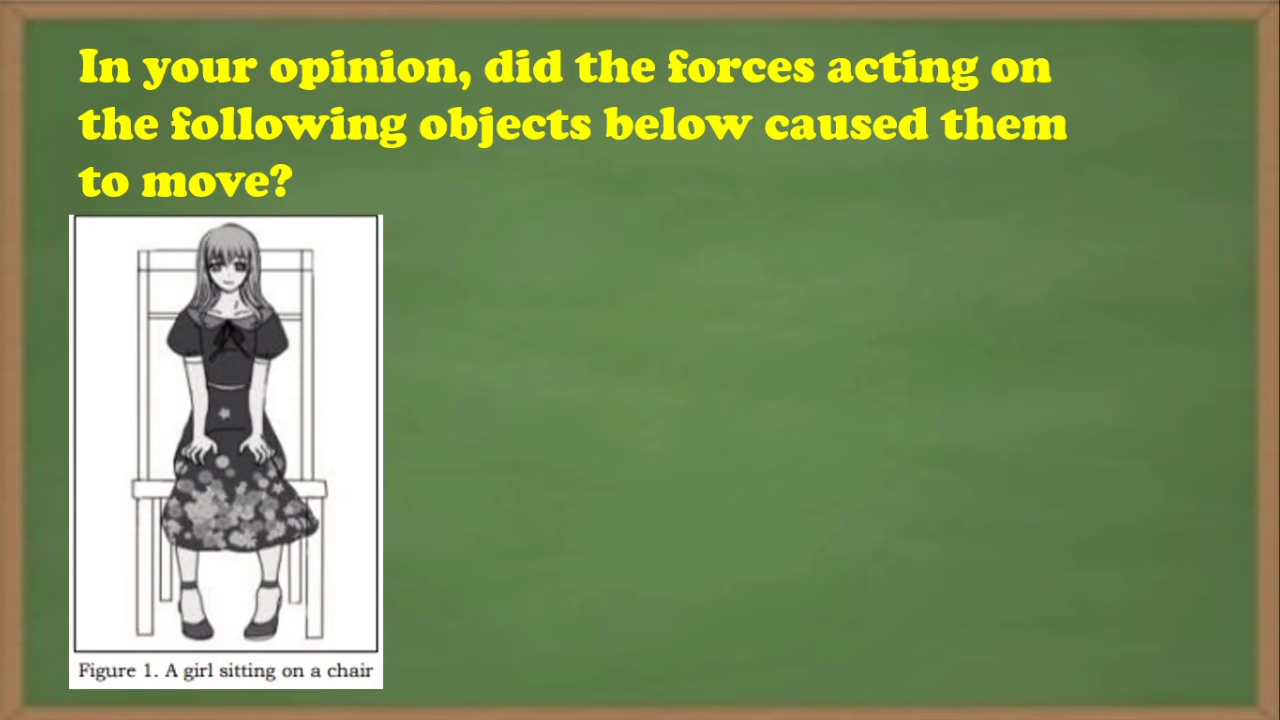 In your opinion, did the forces acting on
the following objects below caused them
to move?
Figure 1. A girl sitting on a chair